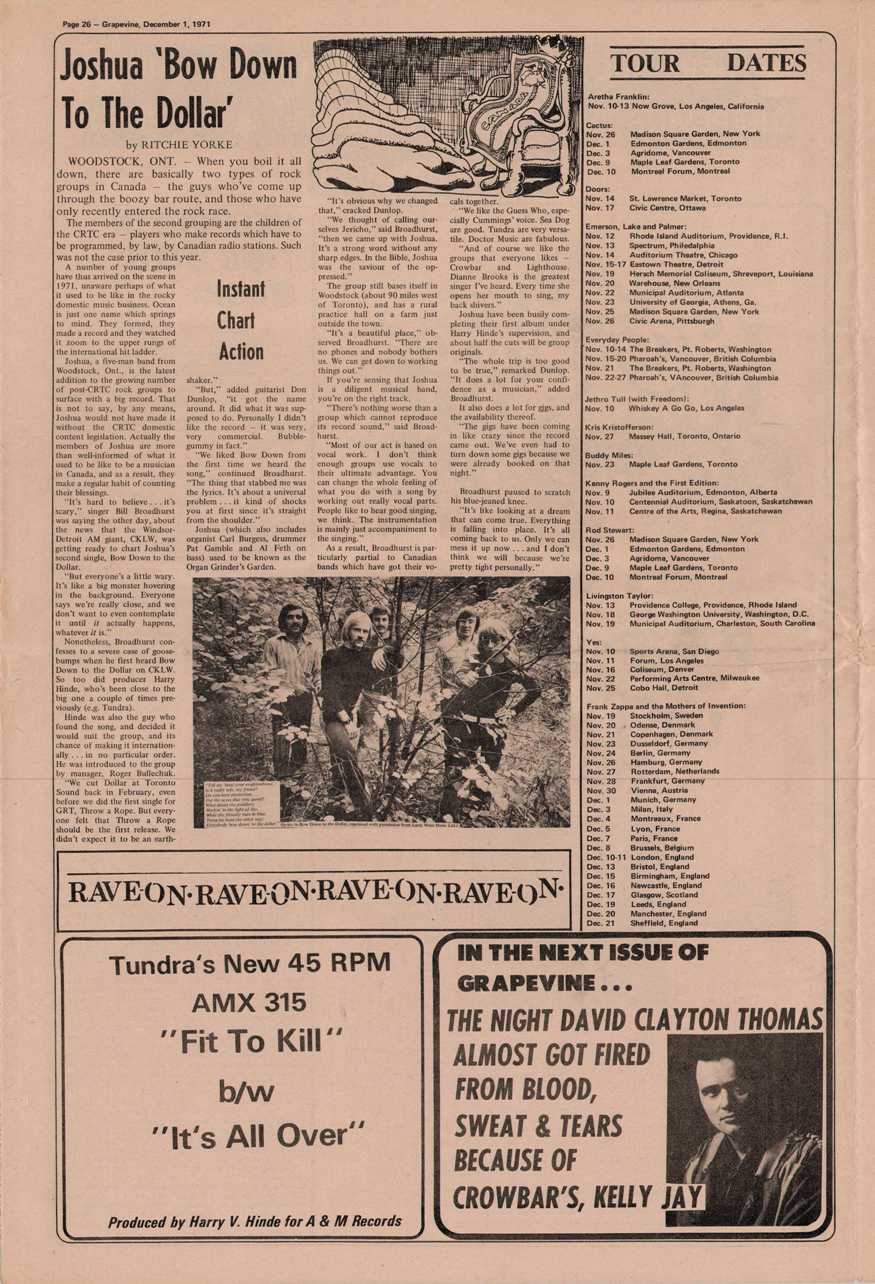 Page 26 — Grapevine, December 1, 1971
Joshua 'Bow Down
To The Dollar'
by RITCHIE YORKE
WOODSTOCK, ONT. — When you boil it all
down, there are basically two types of rock
groups in Canada — the guys who've come up
through the boozy bar route, and those who have
only recently entered the rock race.
The members of the second grouping are the children of
the CRTC era — players who make records which have to
be programmed, by law, by Canadian radio stations. Such
was not the case prior to this year.
A number of young groups
have thus arrived on the scene in
1971, unaware perhaps of what
it used to be like in the rocky
domestic music business. Ocean
is just one name which springs
to mind. They formed, they
made a record and they watched
it zoom to the upper rungs of
the international hit ladder.
Joshua, a five-man band from
Woodstock, Ont., is the latest
addition to the growing number
of post-CRTC rock groups to
surface with a big record. That
is not to say, by any means,
Joshua would not have made it
without the CRTC domestic
content legislation. Actually the
members of Joshua are more
than well-informed of what it
used to be like to be a musician
in Canada, and as a result, they
make a regular habit of counting
their blessings.
"It's hard to believe . . . it's
scary," singer Bill Broadhurst
was saying the other day, about
the news that the Windsor-
Detroit AM giant, CKLW, was
getting ready to chart Joshua's
second single, Bow Down to the
Dollar.
"But everyone's a little wary.
It's like a big monster hovering
in the background. Everyone
says we're really close, and we
don't want to even contemplate
it until it actually happens,
whatever it is."
Nonetheless, Broadhurst con-
fesses to a severe case of goose-
bumps when he first heard Bow
Down to the Dollar on CKLW.
So too did producer Harry
Hinde, who's been close to the
big one a couple of times pre-
viously (e.g. Tundra).
Hinde was also the guy who
found the song, and decided it
would suit the group, and its
chance of making it internation-
ally . . . in no particular order.
He was introduced to the group
by manager, Roger Bullechuk.
"We cut Dollar at Toronto
Sound back in February, even
before we did the first single for
GRT, Throw a Rope. But every-
one felt that Throw a Rope
should be the first release. We
didn't expect it to be an earth-
Instant
Chart
Action
shaker."
"But," added guitarist Don
Dunlop, "it got the name
around. It did what it was sup-
posed to do. Personally I didn't
like the record — it was very,
very commercial. Bubble-
gummy in fact."
"We liked Bow Down from
the first time we heard the
song," continued Broadhurst.
"The thing that stabbed me was
the lyrics. It's about a universal
problem . . . it kind of shocks
you at first since it's straight
from the shoulder."
Joshua (which also includes
organist Carl Burgess, drummer
Pat Gamble and Al Feth on
bass) used to be known as the
Organ Grinder's Garden.
"It's obvious why we changed
that," cracked Dunlop.
"We thought of calling our-
selves Jericho," said Broadhurst,
"then we came up with Joshua.
It's a strong word without any
sharp edges. In the Bible, Joshua
was the saviour of the op-
pressed."
The group still bases itself in
Woodstock (about 90 miles west
of Toronto), and has a rural
practice hall on a farm just
outside the town.
"It's a beautiful place," ob-
served Broadhurst. "There are
no phones and nobody bothers
us. We can get down to working
things out."
If you're sensing that Joshua
is a diligent musical band,
you're on the right track.
"There's nothing worse than a
group which cannot reproduce
its record sound," said Broad-
hurst.
"Most of our act is based on
vocal work. I don't think
enough groups use vocals to
their ultimate advantage. You
can change the whole feeling of
what you do with a song by
working out really vocal parts.
People like to hear good singing,
we think. The instrumentation
is mainly just accompaniment to
the singing."
As a result, Broadhurst is par-
ticularly partial to Canadian
bands which have got their vo-
cals together.
"We like the Guess Who, espe-
cially Cummings' voice. Sea Dog
are good. Tundra are very versa-
tile. Doctor Music are fabulous.
"And of course we like the
groups that everyone likes —
Crowbar and Lighthouse.
Dianne Brooks is the greatest
singer I've heard. Every time she
opens her mouth to sing, my
back shivers."
Joshua have been busily com-
pleting their first album under
Harry Hinde's supervision, and
about half the cuts will be group
originals.
"The whole trip is too good
to be true," remarked Dunlop.
"It does a lot for your confi-
dence as a musician," added
Broadhurst.
It also does a lot for gigs, and
the availability thereof.
"The gigs have been coming
in like crazy since the record
came out. We've even had to
turn down some gigs because we
were already booked on that
night."
Broadhurst paused to scratch
his blue-jeaned knee.
"It's like looking at a dream
that can come true. Everything
is falling into place. It's all
coming back to us. Only we can
mess it up now . . . and I don't
think we will because we're
pretty tight personally."
TOUR DATES
Aretha Franklin:
Nov. 10-13 Now Grove, Los Angeles, California
Cactus:
Nov. 26 Madison Square Garden, New York
Dec. 1 Edmonton Gardens, Edmonton
Dec. 3 Agridome, Vancouver
Dec. 9 Maple Leaf Gardens, Toronto
Dec. 10 Montreal Forum, Montreal
Doors:
Nov. 14 St. Lawrence Market, Toronto
Nov. 17 Civic Centre, Ottawa
Emerson, Lake and Palmer:
Nov. 12 Rhode Island Auditorium, Providence, R.I.
Nov. 13 Spectrum, Philedalphia
Nov. 14 Auditorium Theatre, Chicago
Nov. 15-17 Eastown Theatre, Detroit
Nov. 19 Hersch Memorial Coliseum, Shreveport, Louisiana
Nov. 20 Warehouse, New Orleans
Nov. 22 Municipal Auditorium, Atlanta
Nov. 23 University of Georgia, Athens, Ga.
Nov. 25 Madison Square Garden, New York
Nov. 26 Civic Arena, Pittsburgh
Everyday People:
Nov. 10-14 The Breakers, Pt. Roberts, Washington
Nov. 15-20 Pharoah's, Vancouver, British Columbia
Nov. 21 The Breakers, Pt. Roberts, Washington
Nov. 22-27 Pharoah's, VAncouver, British Columbia
Jethro Tull (with Freedom):
Nov. 10 Whiskey A Go Go, Los Angeles
Kris Kristofferson:
Nov. 27 Massey Hall, Toronto, Ontario
Buddy Miles:
Nov. 23 Maple Leaf Gardens, Toronto
Kenny Rogers and the First Edition:
Nov. 9 Jubilee Auditorium, Edmonton, Alberta
Nov. 10 Centennial Auditorium, Saskatoon, Saskatchewan
Nov. 11 Centre of the Arts, Regina, Saskatchewan
Rod Stewart:
Nov. 26 Madison Square Garden, New York
Dec. 1 Edmonton Gardens, Edmonton
Dec. 3 Agridome, Vancouver
Dec. 9 Maple Leaf Gardens, Toronto
Dec. 10 Montreal Forum, Montreal
Livingston Taylor:
Nov. 13 Providence College, Providence, Rhode Island
Nov. 18 George Washington University, Washington, D.C.
Nov. 19 Municipal Auditorium, Charleston, South Carolina
Yes:
Nov. 10 Sports Arena, San Diego
Nov. 11 Forum, Los Angeles
Nov. 16 Coliseum, Denver
Nov. 22 Performing Arts Centre, Milwaukee
Nov. 25 Cobo Hall, Detroit
Frank Zappa and the Mothers of Invention:
Nov. 19 Stockholm, Sweden
Nov. 20 Odense, Denmark
Nov. 21 Copenhagen, Denmark
Nov. 23 Dusseldorf, Germany
Nov. 24 Berlin, Germany
Nov. 26 Hamburg, Germany
Nov. 27 Rotterdam, Netherlands
Nov. 28 Frankfurt, Germany
Nov. 30 Vienna, Austria
Dec. 1 Munich, Germany
Dec. 3 Milan, Italy
Dec. 4 Montreaux, France
Dec. 5 Lyon, France
Dec. 7 Paris, France
Dec. 8 Brussels, Belgium
Dec. 10-11 London, England
Dec. 13 Bristol, England
Dec. 15 Birmingham, England
Dec. 16 Newcastle, England
Dec. 17 Glasgow, Scotland
Dec. 19 Leeds, England
Dec. 20 Manchester, England
Dec. 21 Sheffield, England
RAVE-ON·RAVE-ON·RAVE-ON·RAVE-ON·
Tundra's New 45 RPM
AMX 315
"Fit To Kill"
b/w
"It's All Over"
Produced by Harry V. Hinde for A & M Records
IN THE NEXT ISSUE OF
GRAPEVINE . . .
THE NIGHT DAVID CLAYTON THOMAS
ALMOST GOT FIRED
FROM BLOOD,
SWEAT & TEARS
BECAUSE OF
CROWBAR'S, KELLY JAY